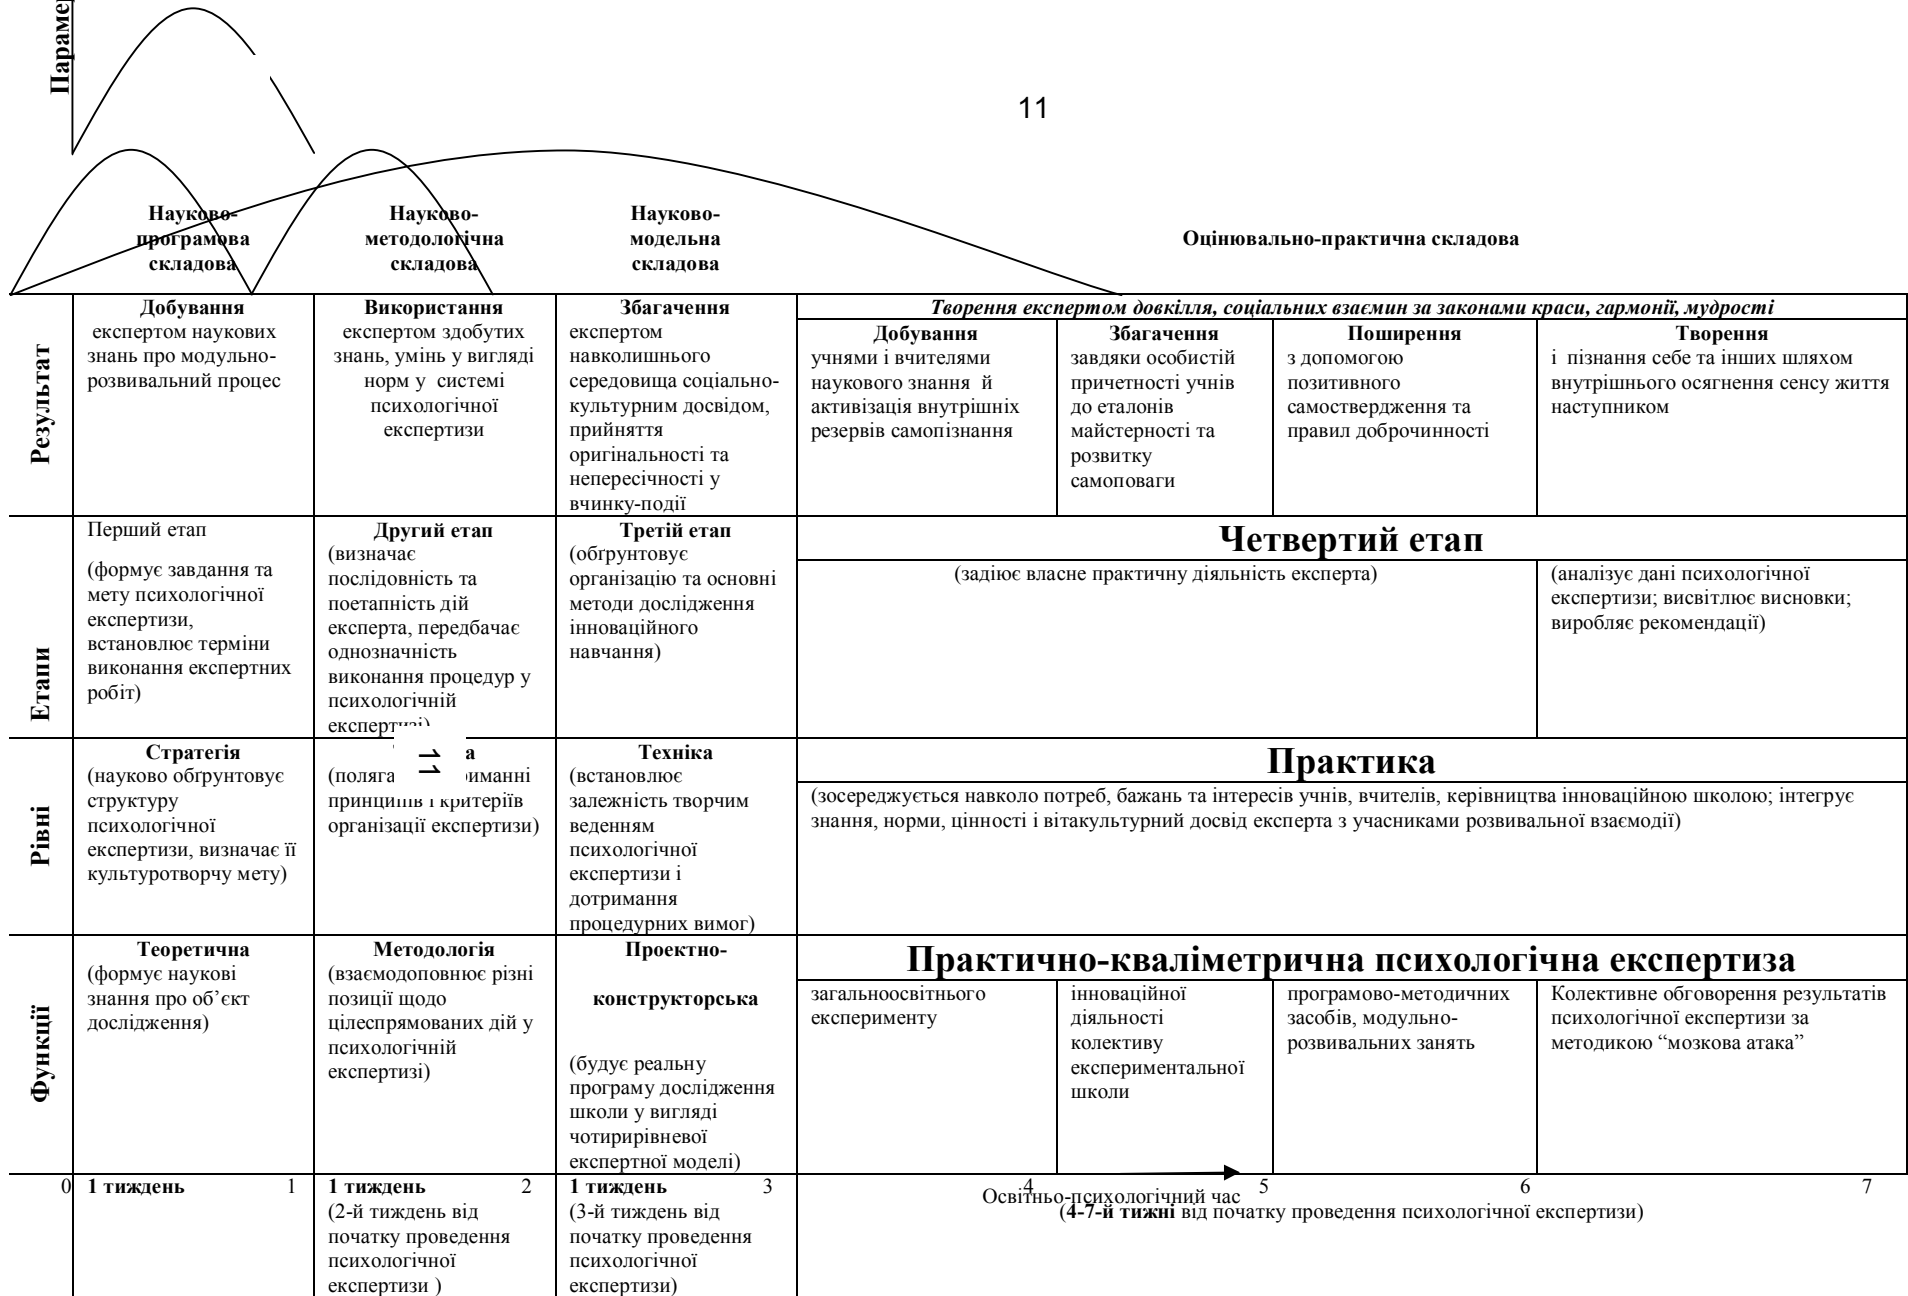 Параме
11
Науково-
програмова
складова
Науково-
методологічна
складова
Науково-
модельна
складова
Оцінювально-практична складова
Результат
Добування
експертом наукових
знань про модульно-
розвивальний процес
Використання
експертом здобутих
знань, умінь у вигляді
норм у системі
психологічної
експертизи
Збагачення
експертом
навколишнього
середовища соціально-
культурним досвідом,
прийняття
оригінальності та
непересічності у
вчинку-події
Творення експертом довкілля, соціальних взаємин за законами краси, гармонії, мудрості
Добування
учнями і вчителями
наукового знання й
активізація внутрішніх
резервів самопізнання
Збагачення
завдяки особистій
причетності учнів
до еталонів
майстерності та
розвитку
самоповаги
Поширення
з допомогою
позитивного
самоствердження та
правил доброчинності
Творення
і пізнання себе та інших шляхом
внутрішнього осягнення сенсу життя
наступником
Етапи
Перший етап
(формує завдання та
мету психологічної
експертизи,
встановлює терміни
виконання експертних
робіт)
Другий етап
(визначає
послідовність та
поетапність дій
експерта, передбачає
однозначність
виконання процедур у
психологічній
експертизі)
Третій етап
(обґрунтовує
організацію та основні
методи дослідження
інноваційного
навчання)
Четвертий етап
(задіює власне практичну діяльність експерта)
(аналізує дані психологічної
експертизи; висвітлює висновки;
виробляє рекомендації)
Рівні
Стратегія
(науково обґрунтовує
структуру
психологічної
експертизи, визначає її
культуротворчу мету)
а
(поляга иманні
принципів і критеріїв
організації експертизи)
Техніка
(встановлює
залежність творчим
веденням
психологічної
експертизи і
дотримання
процедурних вимог)
Практика
(зосереджується навколо потреб, бажань та інтересів учнів, вчителів, керівництва інноваційною школою; інтегрує
знання, норми, цінності і вітакультурний досвід експерта з учасниками розвивальної взаємодії)
Функції
Теоретична
(формує наукові
знання про об’єкт
дослідження)
Методологія
(взаємодоповнює різні
позиції щодо
цілеспрямованих дій у
психологічній
експертизі)
Проектно-
конструкторська
(будує реальну
програму дослідження
школи у вигляді
чотирирівневої
експертної моделі)
Практично-кваліметрична психологічна експертиза
загальноосвітнього
експерименту
інноваційної
діяльності
колективу
експериментальної
школи
програмово-методичних
засобів, модульно-
розвивальних занять
Колективне обговорення результатів
психологічної експертизи за
методикою “мозкова атака”
0
1 тиждень 1
1 тиждень 2
(2-й тиждень від
початку проведення
психологічної
експертизи )
1 тиждень 3
(3-й тиждень від
початку проведення
психологічної
експертизи)
4 5 6 7
Освітньо-психологічний час
(4-7-й тижні від початку проведення психологічної експертизи)